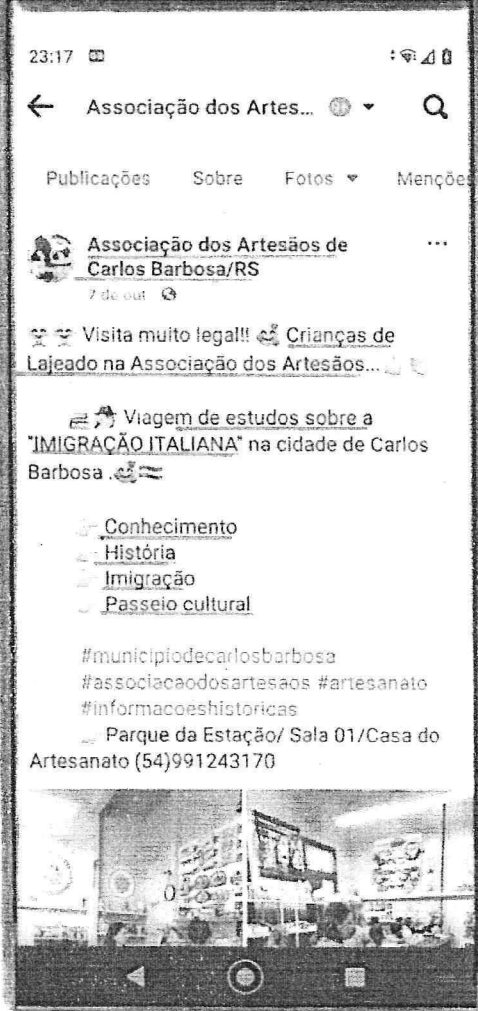 23:17
Associação dos Artes...
Publicações Sobre Fotos Menções
Associação dos Artesãos de
Carlos Barbosa/RS
7 de out
Visita muito legal!! Crianças de
Lajeado na Associação dos Artesãos...
Viagem de estudos sobre a
"IMIGRAÇÃO ITALIANA" na cidade de Carlos
Barbosa .
Conhecimento
História
Imigração
Passeio cultural
#municipiodecarlosbarbosa
#associacaodosartesaos #artesanato
#informacoeshistoricas
Parque da Estação/ Sala 01/Casa do
Artesanato (54)991243170